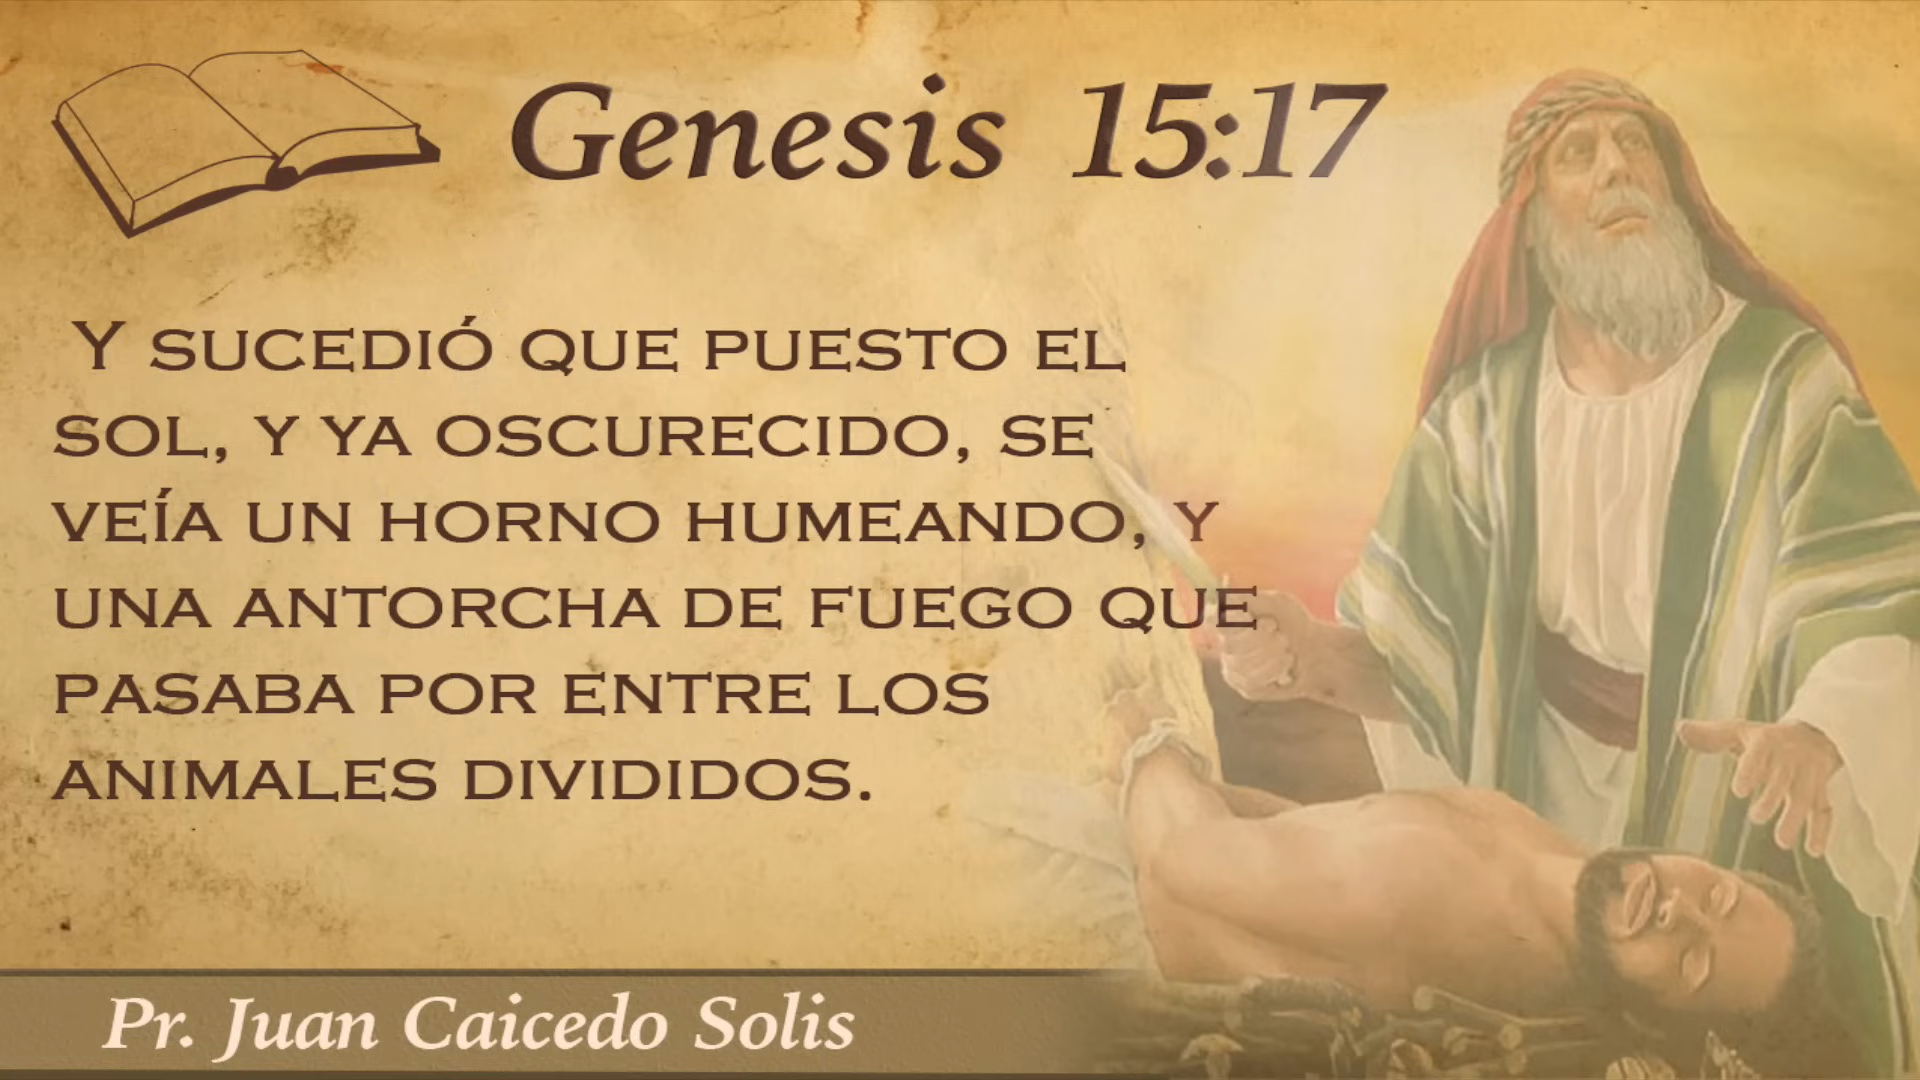 Genesis 15:17
Y SUCEDIÓ QUE PUESTO EL
SOL, Y YA OSCURECIDO, SE
VEÍA UN HORNO HUMEANDO, Y
UNA ANTORCHA DE FUEGO QUE
PASABA POR ENTRE LOS
ANIMALES DIVIDIDOS.
Pr. Juan Caicedo Solis